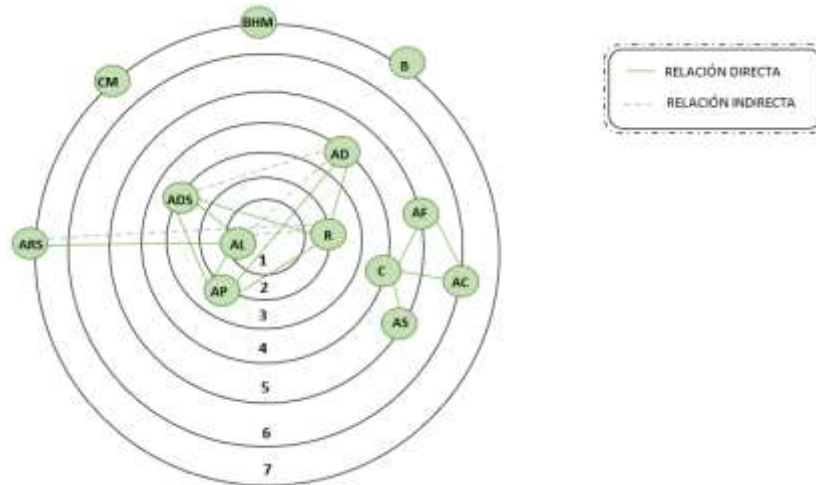 BHM
B
CM
RELACIÓN DIRECTA
RELACIÓN INDIRECTA
AD
ADS
AF
R
ARS
AL
1
C
AC
2
AP
3
AS
4
5
6
7